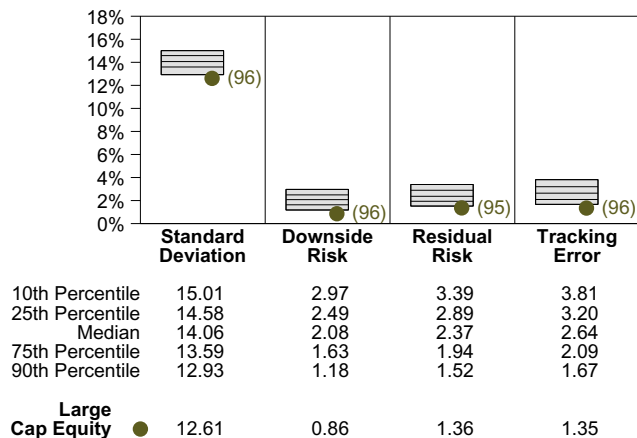 18%
16%
14%
12%
10%
8%
6%
4%
2%
0%
(96)
(96)
(95)
(96)
Standard Deviation
Downside Risk
Residual Risk
Tracking Error
10th Percentile 15.01 2.97 3.39 3.81
25th Percentile 14.58 2.49 2.89 3.20
Median 14.06 2.08 2.37 2.64
75th Percentile 13.59 1.63 1.94 2.09
90th Percentile 12.93 1.18 1.52 1.67
Large
Cap Equity 12.61 0.86 1.36 1.35